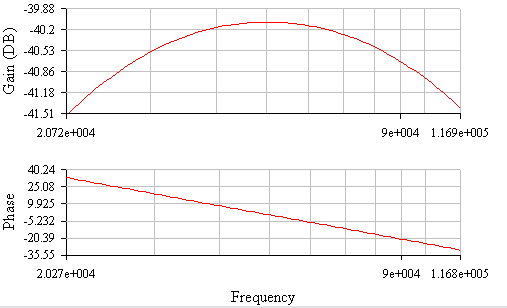 Gain (DB)
-39.88
-40.2
-40.53
-40.86
-41.18
-41.51
2.072e+004
9e+004
1.169e+005
Phase
40.24
25.08
9.925
-5.232
-20.39
-35.55
2.027e+004
9e+004
1.168e+005
Frequency